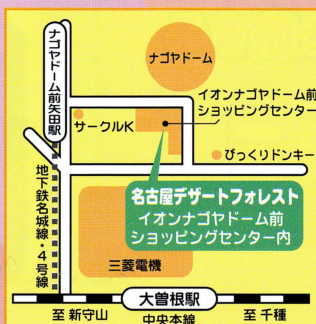 ナゴヤドーム
ナゴヤドーム前矢田駅
イオンナゴヤドーム前
ショッピングセンター
サークルK
びっくりドンキー
名古屋デザートフォレスト
イオンナゴヤドーム前
ショッピングセンター内
地下鉄名城線・4号線
三菱電機
大曽根駅
至 新守山
中央本線
至 千種